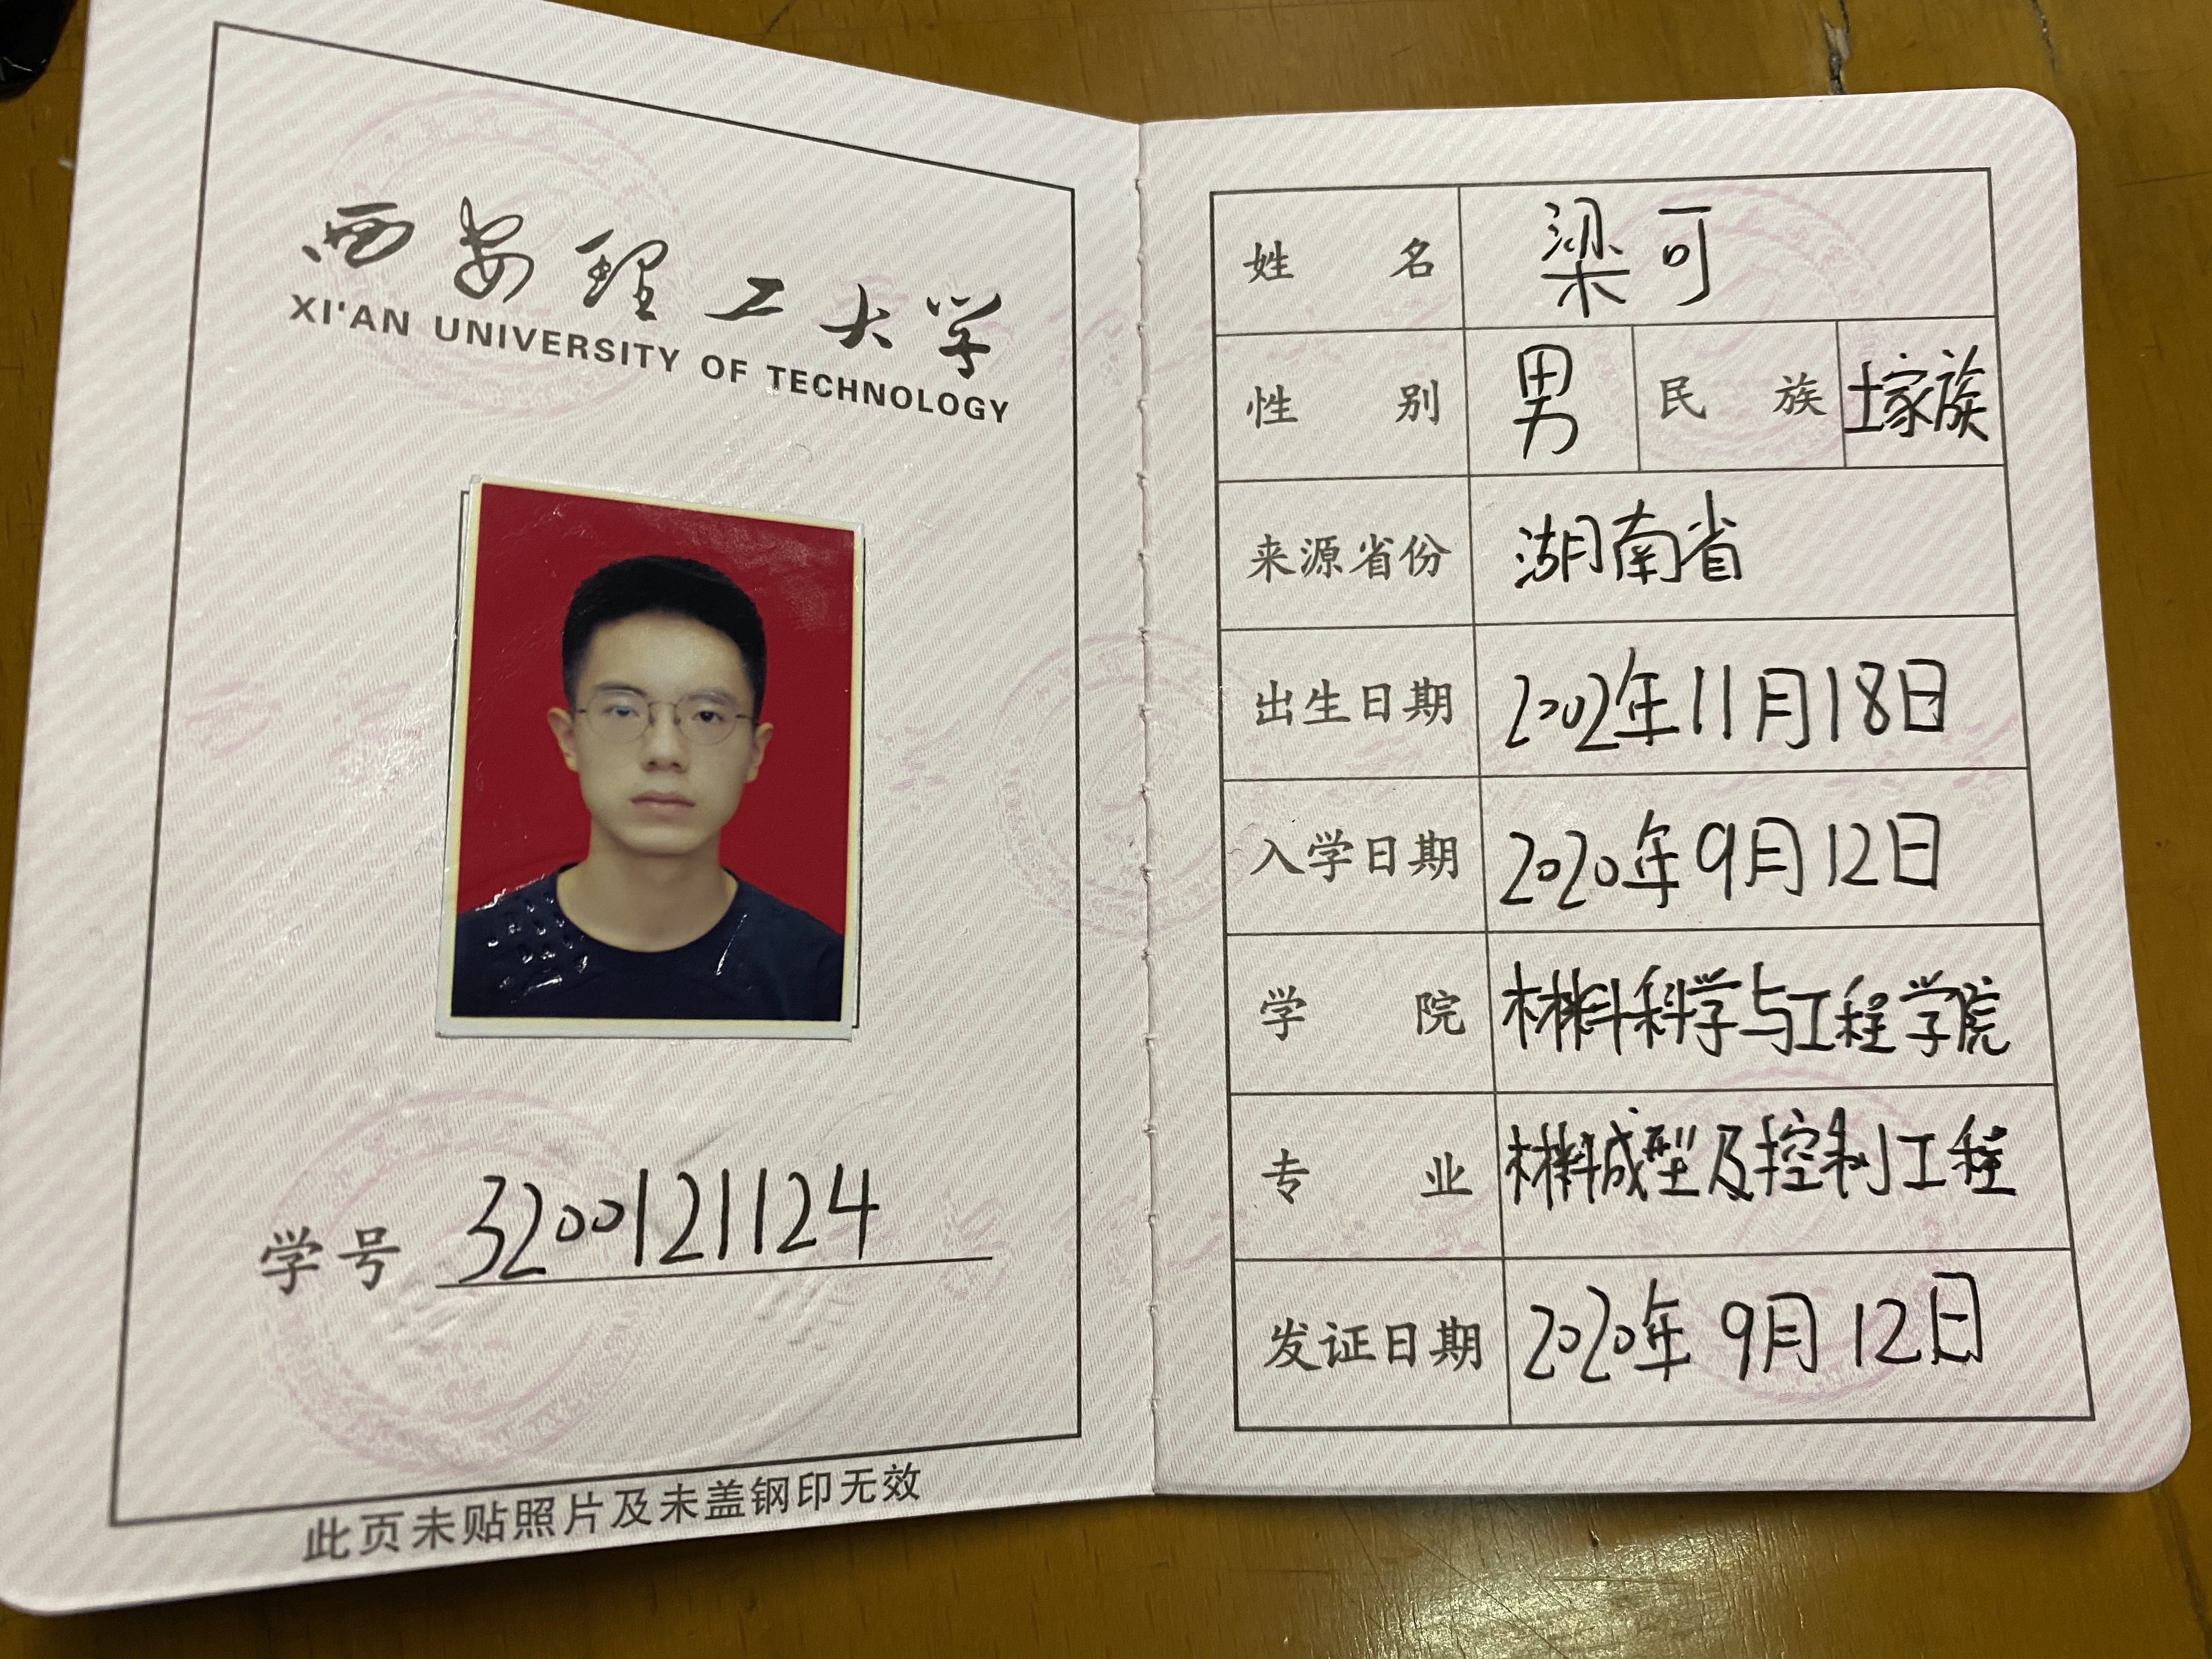 西安理工大学
XI'AN UNIVERSITY OF TECHNOLOGY
学号 3200121124
此页未贴照片及未盖钢印无效
姓名 梁可
性别 男 民族 土家族
来源省份 湖南省
出生日期 2002年11月18日
入学日期 2020年9月12日
学院 材料科学与工程学院
专业 材料成型及控制工程
发证日期 2020年9月12日